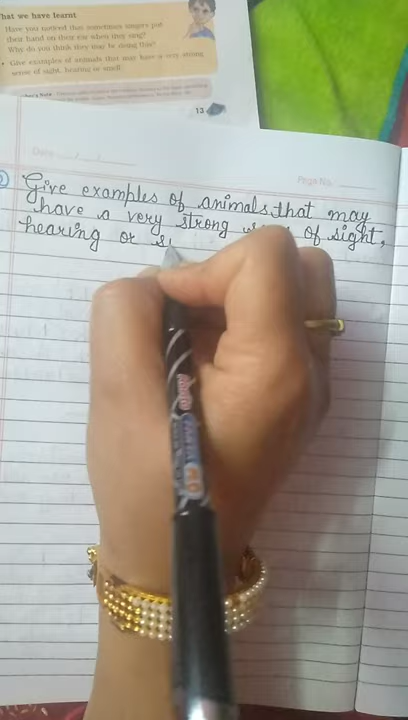 hat we have learnt
Have you noticed that sometimes singers put
their hand on their ear when they sing?
Why do you think they may be doing this?
• Give examples of animals that may have a very strong
sense of sight, hearing or smell.
13
Date
Page No.
Give examples of animals that may
have a very strong of sight,
hearing or s